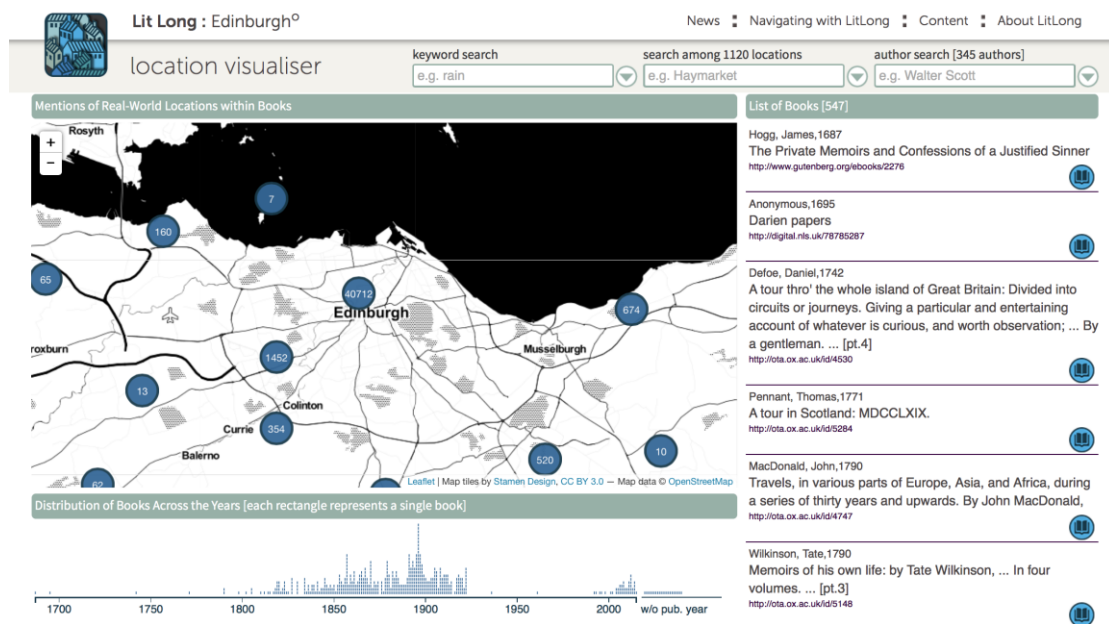 Lit Long : Edinburgh°
News : Navigating with LitLong : Content : About LitLong
location visualiser
keyword search
e.g. rain
search among 1120 locations
e.g. Haymarket
author search [345 authors]
e.g. Walter Scott
Mentions of Real-World Locations within Books
+
−
Rosyth
7
160
65
40712
Edinburgh
674
roxburn
1452
Musselburgh
13
Colinton
Currie
354
Balerno
520
10
62
Leaflet | Map tiles by Stamen Design, CC BY 3.0 — Map data © OpenStreetMap
Distribution of Books Across the Years [each rectangle represents a single book]
1700 1750 1800 1850 1900 1950 2000 w/o pub. year
List of Books [547]
Hogg, James,1687
The Private Memoirs and Confessions of a Justified Sinner
http://www.gutenberg.org/ebooks/2276
Anonymous,1695
Darien papers
http://digital.nls.uk/78785287
Defoe, Daniel,1742
A tour thro' the whole island of Great Britain: Divided into
circuits or journeys. Giving a particular and entertaining
account of whatever is curious, and worth observation; ... By
a gentleman. ... [pt.4]
http://ota.ox.ac.uk/id/4530
Pennant, Thomas,1771
A tour in Scotland: MDCCLXIX.
http://ota.ox.ac.uk/id/5284
MacDonald, John,1790
Travels, in various parts of Europe, Asia, and Africa, during
a series of thirty years and upwards. By John MacDonald,
http://ota.ox.ac.uk/id/4747
Wilkinson, Tate,1790
Memoirs of his own life: by Tate Wilkinson, ... In four
volumes. ... [pt.3]
http://ota.ox.ac.uk/id/5148